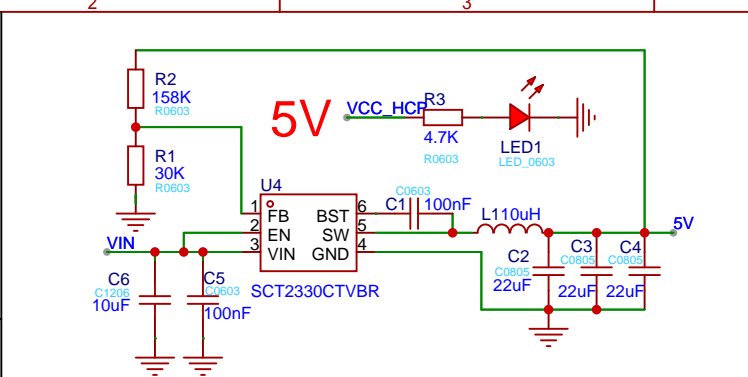 2
3
R2
158K
R0603
R1
30K
R0603
5V
VCC_HCP
R3
4.7K
R0603
LED1
LED_0603
U4
1 FB
2 EN
3 VIN
BST 6
SW 5
GND 4
SCT2330CTVBR
C0603
C1 100nF
L110uH
5V
VIN
C6
C1206
10uF
C5
C0603
100nF
C2
C0805
22uF
C3
C0805
22uF
C4
C0805
22uF